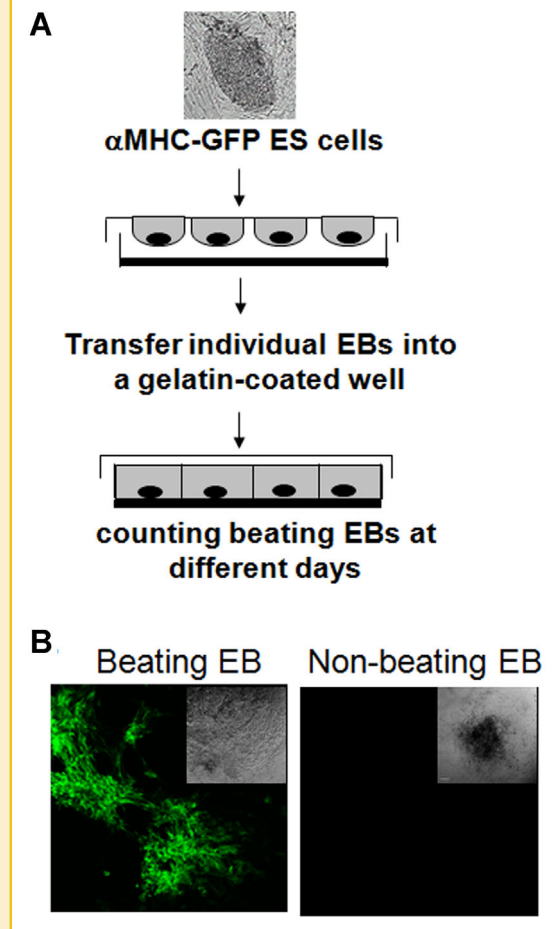 A
αMHC-GFP ES cells
Transfer individual EBs into
a gelatin-coated well
counting beating EBs at
different days
B
Beating EB
Non-beating EB